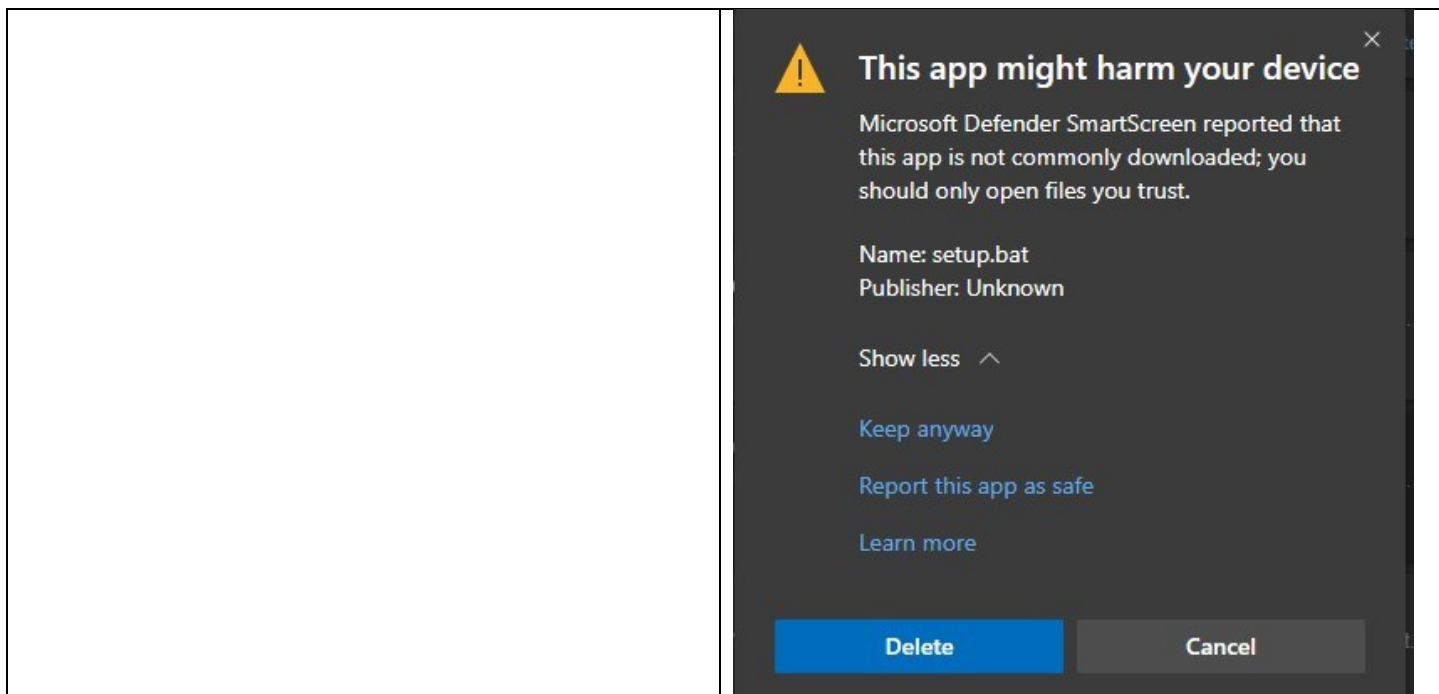 This app might harm your device
Microsoft Defender SmartScreen reported that
this app is not commonly downloaded; you
should only open files you trust.
Name: setup.bat
Publisher: Unknown
Show less
Keep anyway
Report this app as safe
Learn more
Delete
Cancel